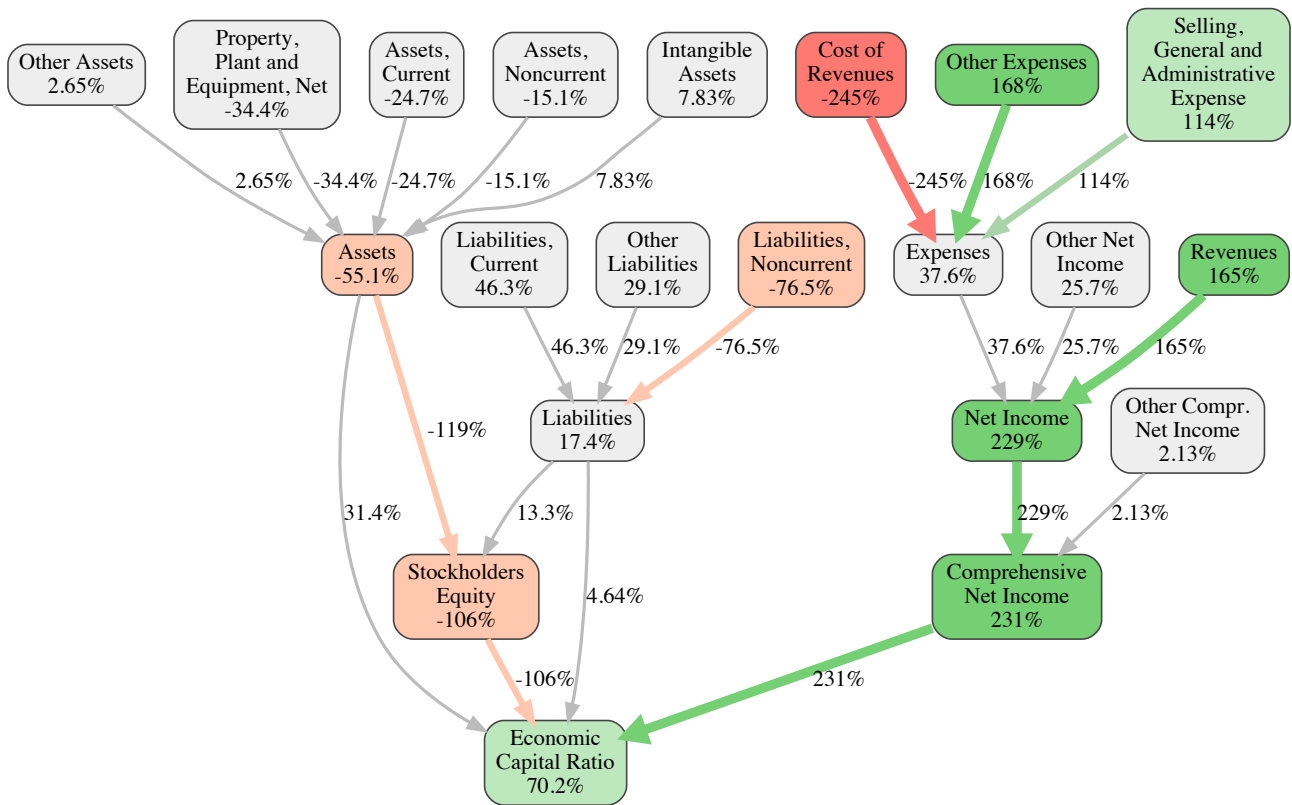 Other Assets
2.65%
Property,
Plant and
Equipment, Net
-34.4%
Assets,
Current
-24.7%
Assets,
Noncurrent
-15.1%
Intangible
Assets
7.83%
Cost of
Revenues
-245%
Other Expenses
168%
Selling,
General and
Administrative
Expense
114%
2.65%
-34.4%
-24.7%
-15.1%
7.83%
-245%
168%
114%
Assets
-55.1%
Liabilities,
Current
46.3%
Other
Liabilities
29.1%
Liabilities,
Noncurrent
-76.5%
Expenses
37.6%
Other Net
Income
25.7%
Revenues
165%
46.3%
29.1%
-76.5%
37.6%
25.7%
165%
-119%
Liabilities
17.4%
Net Income
229%
Other Compr.
Net Income
2.13%
31.4%
13.3%
229%
2.13%
Stockholders
Equity
-106%
4.64%
Comprehensive
Net Income
231%
-106%
231%
Economic
Capital Ratio
70.2%